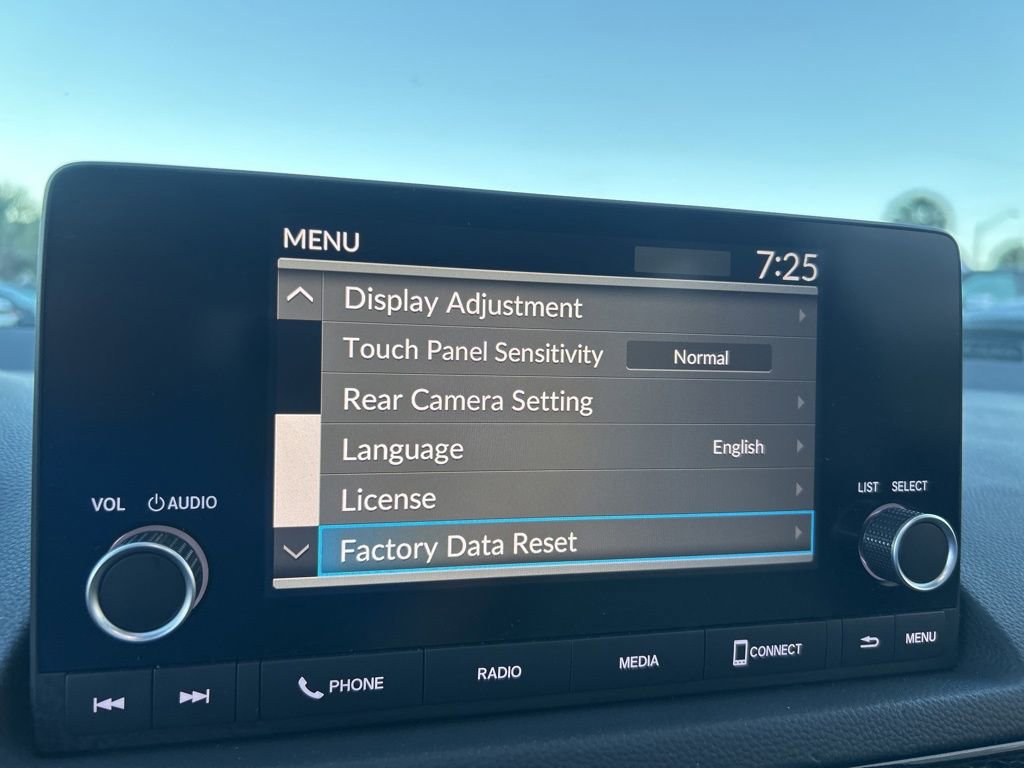 MENU
7:25
Display Adjustment
Touch Panel Sensitivity Normal
Rear Camera Setting
Language English
License
Factory Data Reset
VOL AUDIO
LIST SELECT
PHONE
RADIO
MEDIA
CONNECT
MENU